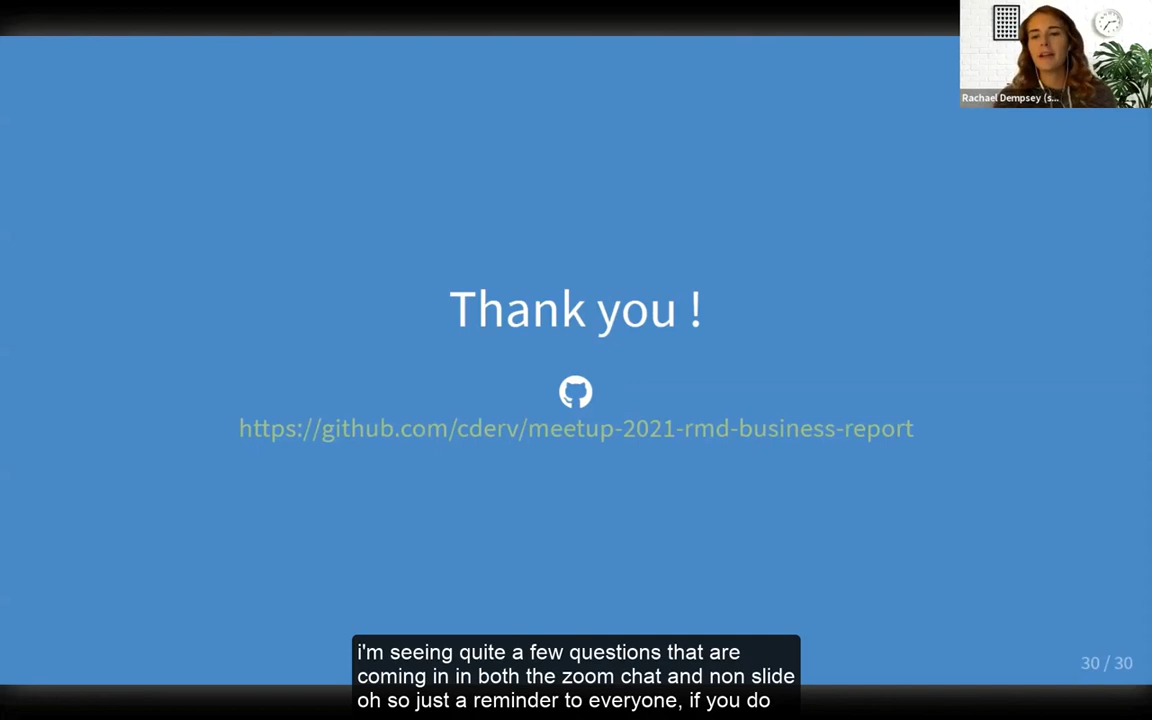 Rachael Dempsey (s...
Thank you !
https://github.com/cderv/meetup-2021-rmd-business-report
30 / 30
i'm seeing quite a few questions that are
coming in in both the zoom chat and non slide
oh so just a reminder to everyone, if you do